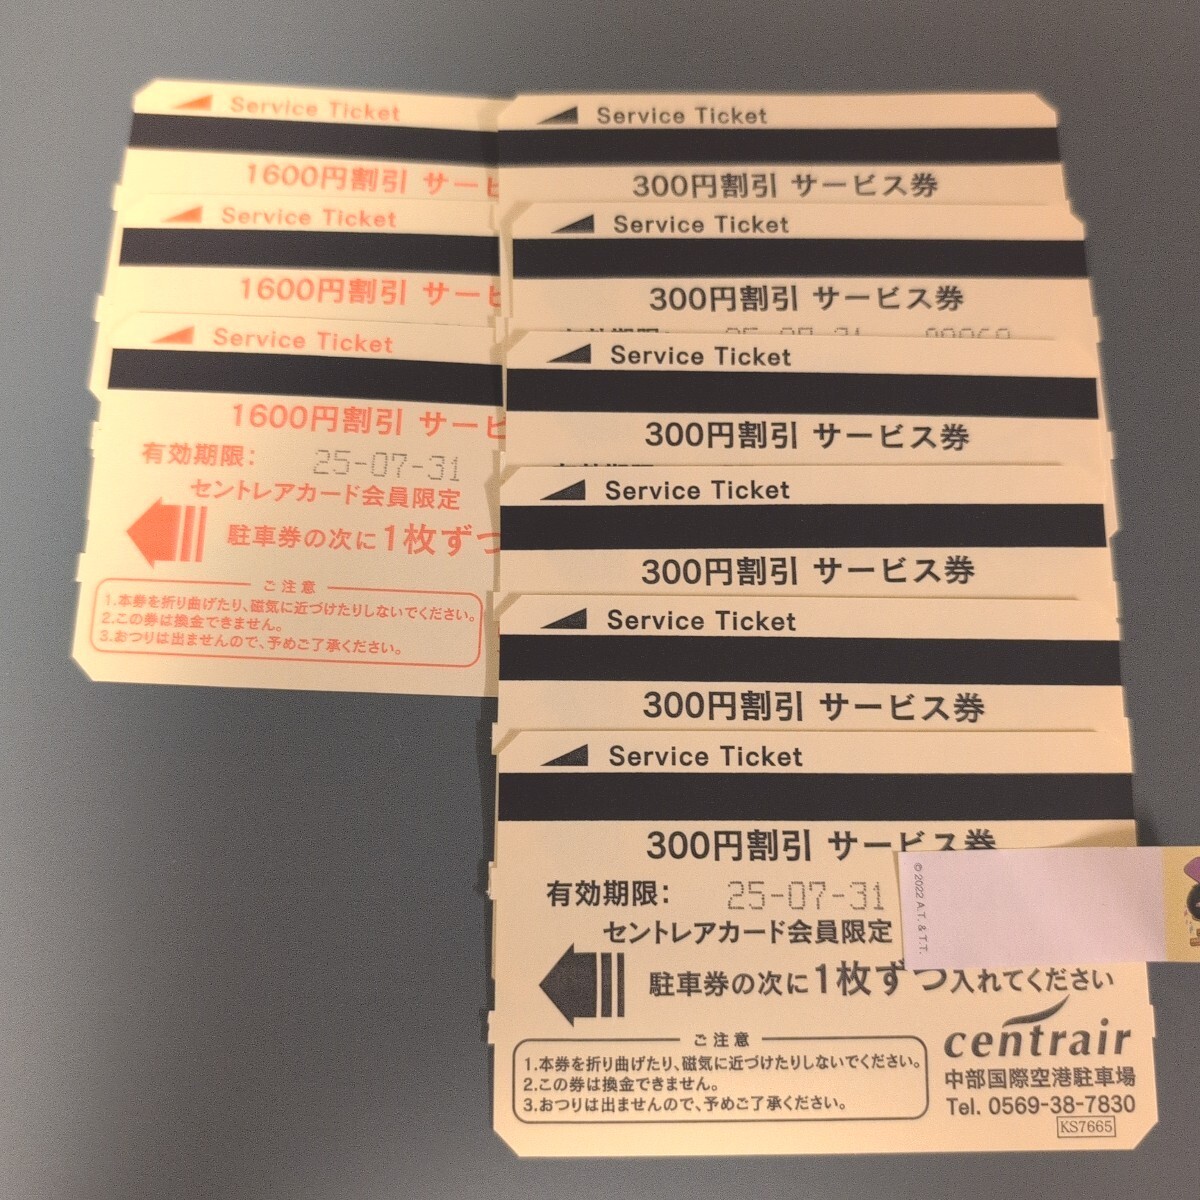 Service Ticket
1600円割引 サービ
Service Ticket
1600円割引 サービ
Service Ticket
1600円割引 サービ
有効期限: 25-07-31
セントレアカード会員限定
駐車券の次に1枚ずつ
ご注意
1.本券を折り曲げたり、磁気に近づけたりしないでください。
2.この券は換金できません。
3.おつりは出ませんので、予めご了承ください。
Service Ticket
300円割引 サービス券
Service Ticket
300円割引 サービス券
有効期限: 25-07-31
Service Ticket
300円割引 サービス券
Service Ticket
300円割引 サービス券
Service Ticket
300円割引 サービス券
Service Ticket
300円割引 サービス券
有効期限: 25-07-31
セントレアカード会員限定
駐車券の次に1枚ずつ入れてください
ご注意
1.本券を折り曲げたり、磁気に近づけたりしないでください。
2.この券は換金できません。
3.おつりは出ませんので、予めご了承ください。
centrair
中部国際空港駐車場
Tel. 0569-38-7830
KS7665
©2022 A.T. & T.T.